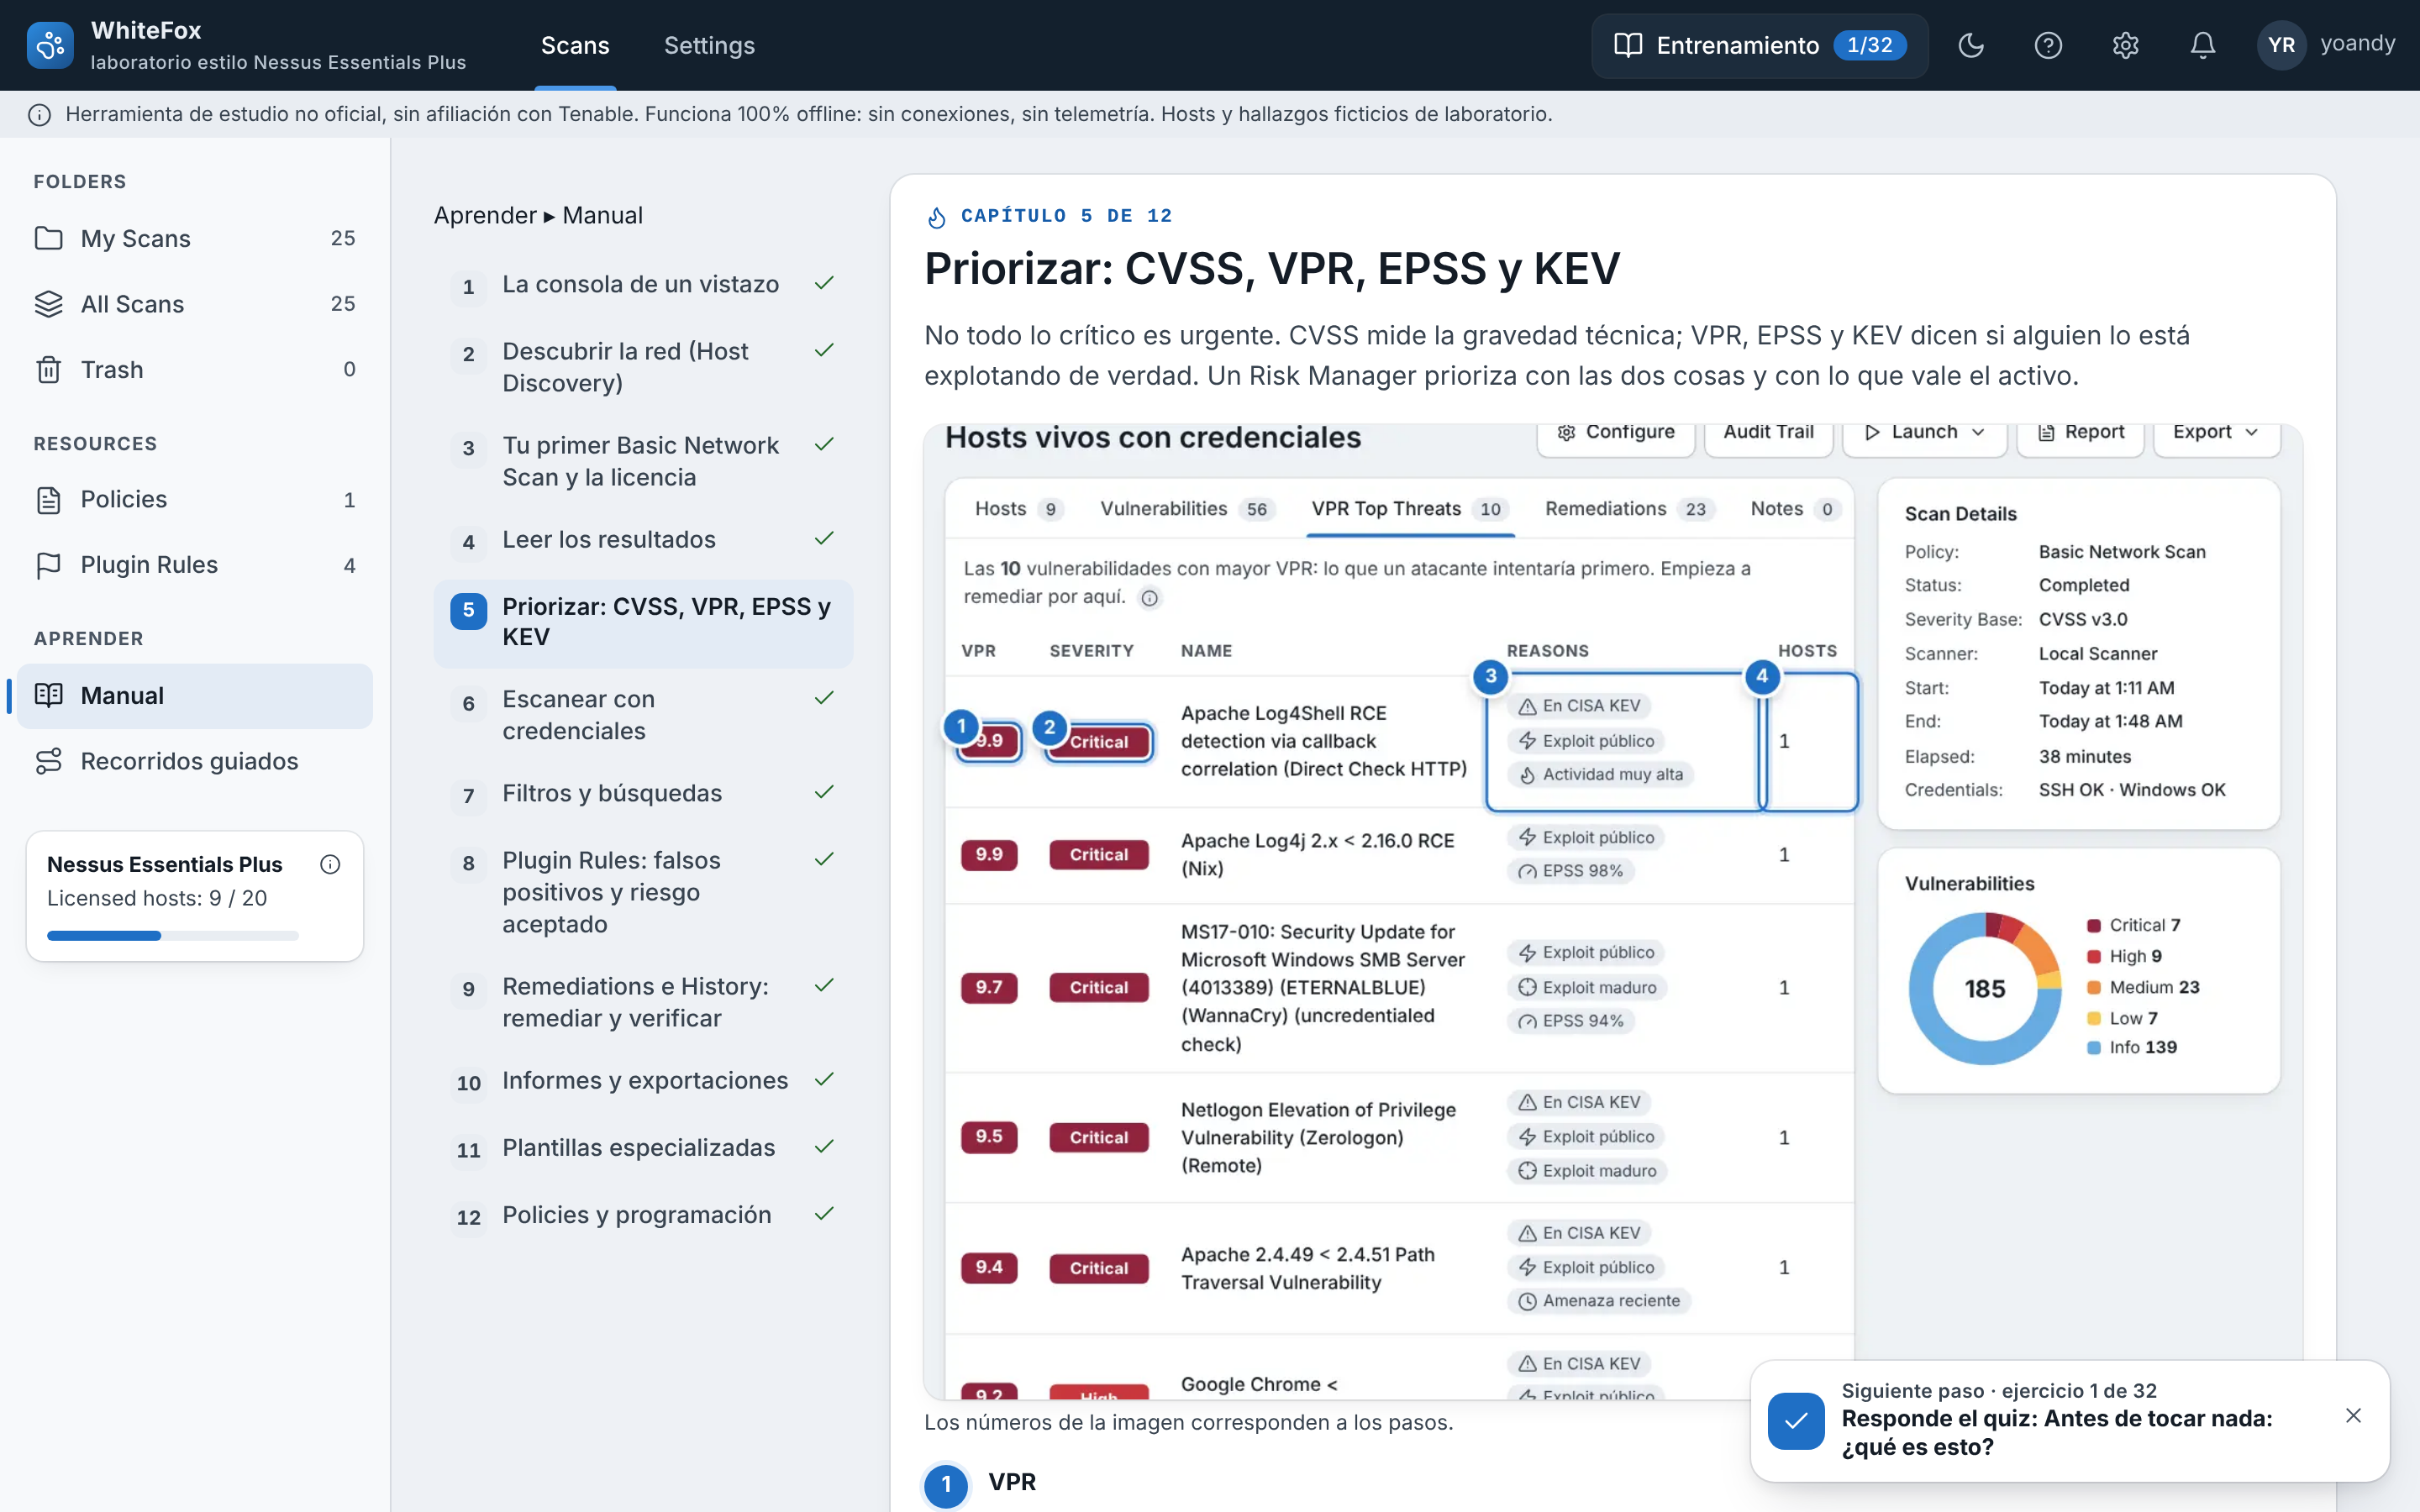 WhiteFox
laboratorio estilo Nessus Essentials Plus
Scans
Settings
Entrenamiento 1/32
YR
yoandy
Herramienta de estudio no oficial, sin afiliación con Tenable. Funciona 100% offline: sin conexiones, sin telemetría. Hosts y hallazgos ficticios de laboratorio.
FOLDERS
My Scans 25
All Scans 25
Trash 0
RESOURCES
Policies 1
Plugin Rules 4
APRENDER
Manual
Recorridos guiados
Nessus Essentials Plus
Licensed hosts: 9 / 20
Aprender ▸ Manual
1 La consola de un vistazo
2 Descubrir la red (Host
Discovery)
3 Tu primer Basic Network
Scan y la licencia
4 Leer los resultados
5 Priorizar: CVSS, VPR, EPSS y
KEV
6 Escanear con
credenciales
7 Filtros y búsquedas
8 Plugin Rules: falsos
positivos y riesgo
aceptado
9 Remediations e History:
remediar y verificar
10 Informes y exportaciones
11 Plantillas especializadas
12 Policies y programación
CAPÍTULO 5 DE 12
Priorizar: CVSS, VPR, EPSS y KEV
No todo lo crítico es urgente. CVSS mide la gravedad técnica; VPR, EPSS y KEV dicen si alguien lo está
explotando de verdad. Un Risk Manager prioriza con las dos cosas y con lo que vale el activo.
Hosts vivos con credenciales
Configure
Audit Trail
Launch
Report
Export
Hosts 9
Vulnerabilities 56
VPR Top Threats 10
Remediations 23
Notes 0
Las 10 vulnerabilidades con mayor VPR: lo que un atacante intentaría primero. Empieza a
remediar por aquí.
VPR SEVERITY NAME REASONS HOSTS
1 2 3 4
9.9 Critical
Apache Log4Shell RCE
detection via callback
correlation (Direct Check HTTP)
En CISA KEV
Exploit público
Actividad muy alta
1
9.9 Critical
Apache Log4j 2.x < 2.16.0 RCE
(Nix)
Exploit público
EPSS 98%
1
9.7 Critical
MS17-010: Security Update for
Microsoft Windows SMB Server
(4013389) (ETERNALBLUE)
(WannaCry) (uncredentialed
check)
Exploit público
Exploit maduro
EPSS 94%
1
9.5 Critical
Netlogon Elevation of Privilege
Vulnerability (Zerologon)
(Remote)
En CISA KEV
Exploit público
Exploit maduro
1
9.4 Critical
Apache 2.4.49 < 2.4.51 Path
Traversal Vulnerability
En CISA KEV
Exploit público
Amenaza reciente
1
9.2 High
Google Chrome <
En CISA KEV
Exploit público
Scan Details
Policy: Basic Network Scan
Status: Completed
Severity Base: CVSS v3.0
Scanner: Local Scanner
Start: Today at 1:11 AM
End: Today at 1:48 AM
Elapsed: 38 minutes
Credentials: SSH OK · Windows OK
Vulnerabilities
185
Critical 7
High 9
Medium 23
Low 7
Info 139
Los números de la imagen corresponden a los pasos.
1 VPR
Siguiente paso · ejercicio 1 de 32
Responde el quiz: Antes de tocar nada:
¿qué es esto?